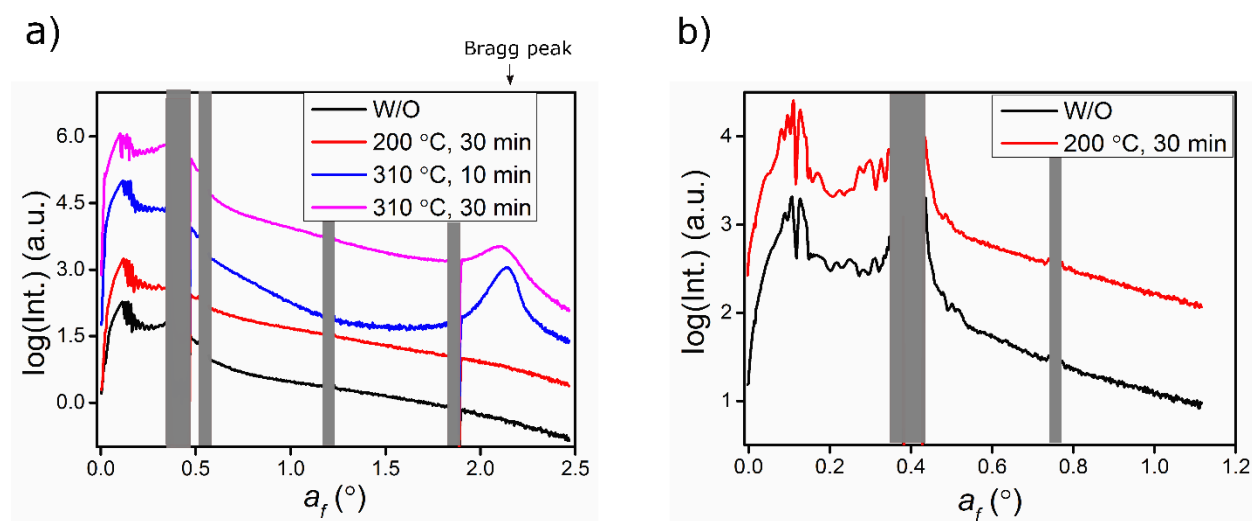 a)
Bragg peak
W/O
200 °C, 30 min
310 °C, 10 min
310 °C, 30 min
log(Int.) (a.u.)
6.0
4.5
3.0
1.5
0.0
0.0 0.5 1.0 1.5 2.0 2.5
a_f (°)
b)
W/O
200 °C, 30 min
log(Int.) (a.u.)
4
3
2
1
0.0 0.2 0.4 0.6 0.8 1.0 1.2
a_f (°)